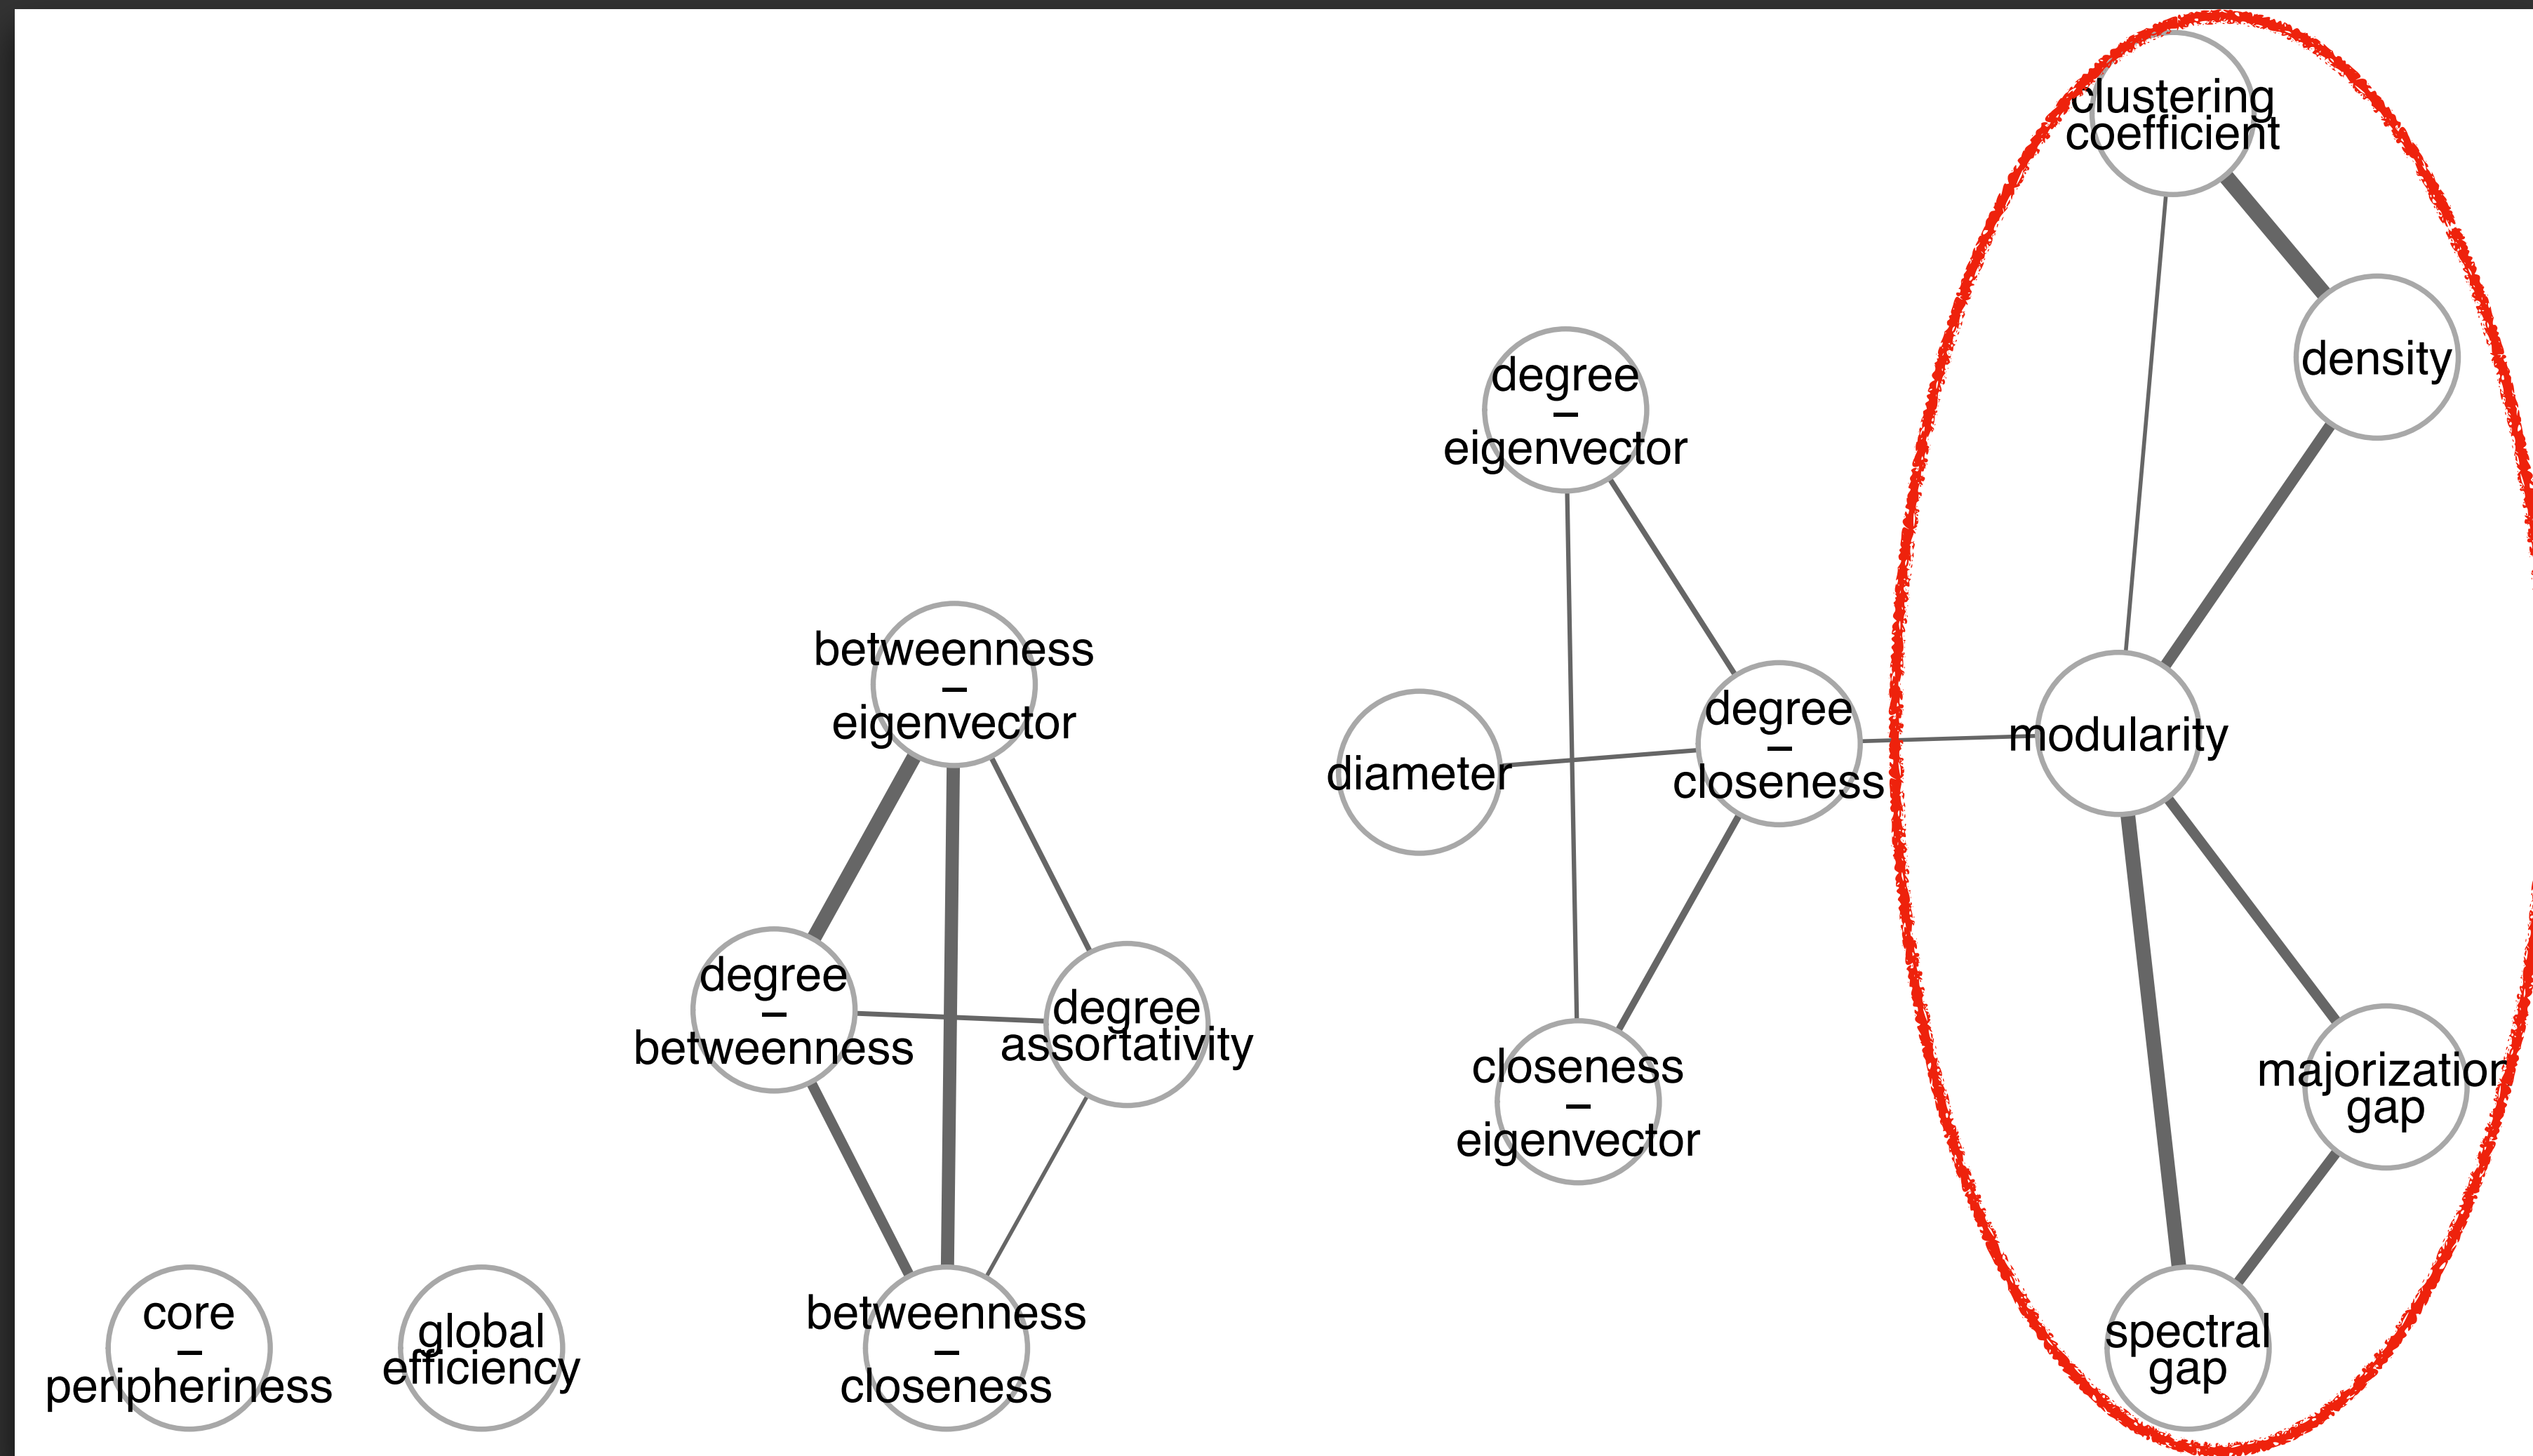 clustering
coefficient
density
degree
–
eigenvector
betweenness
–
eigenvector
diameter
degree
–
closeness
modularity
degree
–
betweenness
degree
assortativity
closeness
–
eigenvector
majorization
gap
core
–
peripheriness
global
efficiency
betweenness
–
closeness
spectral
gap